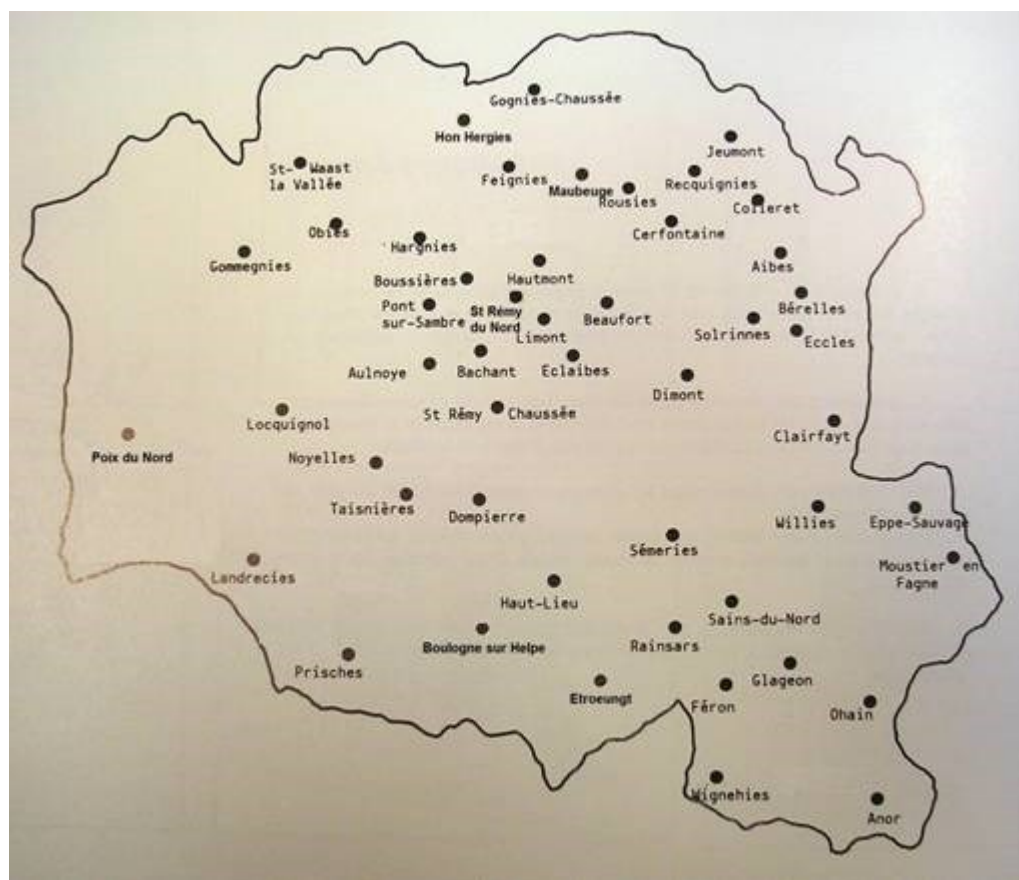 Gognies-Chaussée
Hon Hergies
Jeumont
St- Waast
la Vallée
Feignies
Maubeuge
Recquignies
Rousies
Colleret
Obies
Hargnies
Cerfontaine
Gommegnies
Boussières
Hautmont
Aibes
Pont
sur-Sambre
St Rémy
du Nord
Limont
Beaufort
Bérelles
Solrinnes
Eccles
Aulnoye
Bachant
Eclaibes
Dimont
St Rémy Chaussée
Locquignol
Clairfayt
Poix du Nord
Noyelles
Taisnières
Dompierre
Willies
Eppe-Sauvage
Sémeries
Moustier en
Fagne
Landrecies
Haut-Lieu
Sains-du-Nord
Boulogne sur Helpe
Rainsars
Prisches
Glageon
Etroeungt
Féron
Ohain
Wignehies
Anor